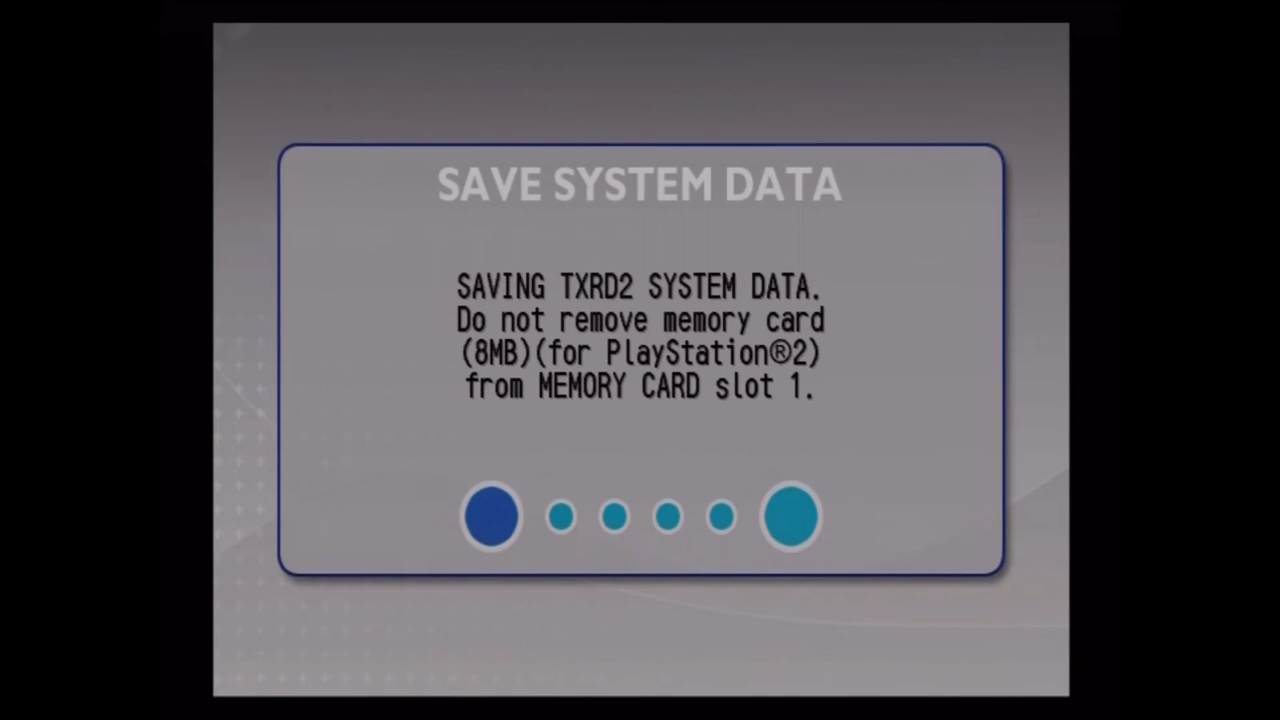 SAVE SYSTEM DATA
SAVING TXRD2 SYSTEM DATA.
Do not remove memory card
(8MB)(for PlayStation®2)
from MEMORY CARD slot 1.